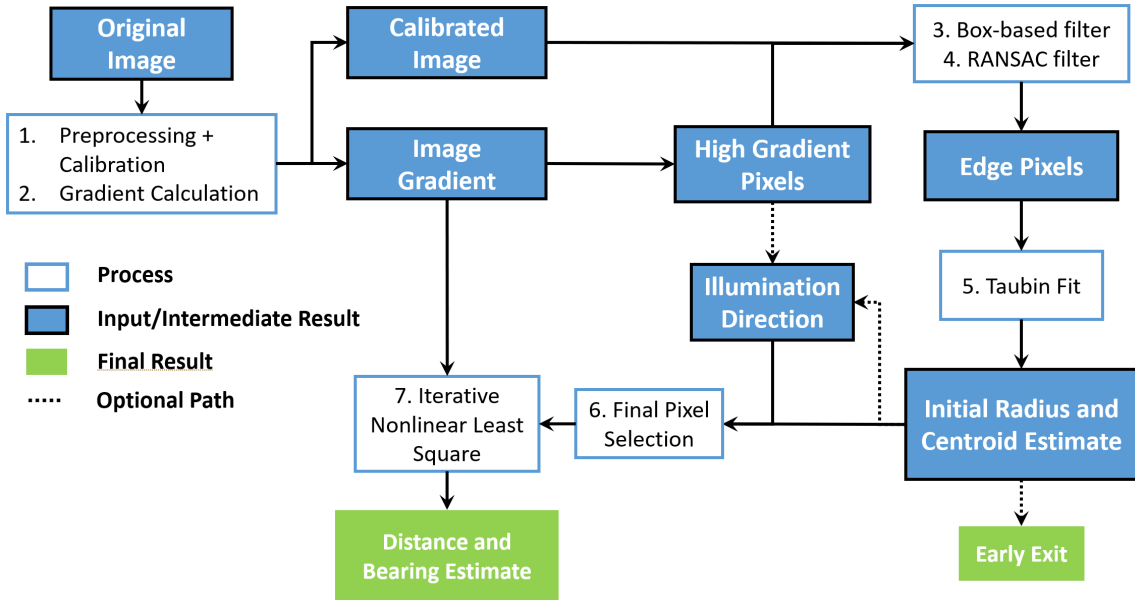 Original
Image
1. Preprocessing +
Calibration
2. Gradient Calculation
Calibrated
Image
Image
Gradient
High Gradient
Pixels
3. Box-based filter
4. RANSAC filter
Edge Pixels
5. Taubin Fit
Illumination
Direction
Initial Radius and
Centroid Estimate
6. Final Pixel
Selection
7. Iterative
Nonlinear Least
Square
Distance and
Bearing Estimate
Early Exit
Process
Input/Intermediate Result
Final Result
Optional Path